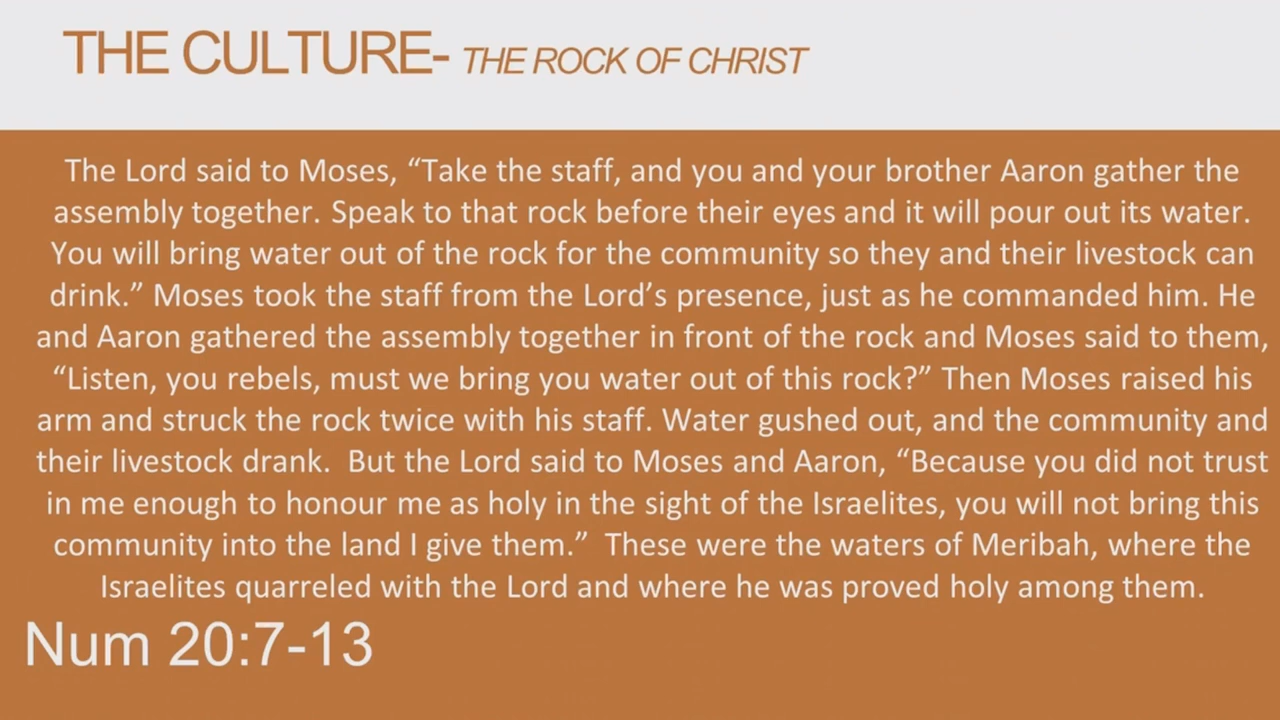 THE CULTURE- THE ROCK OF CHRIST
The Lord said to Moses, “Take the staff, and you and your brother Aaron gather the
assembly together. Speak to that rock before their eyes and it will pour out its water.
You will bring water out of the rock for the community so they and their livestock can
drink.” Moses took the staff from the Lord’s presence, just as he commanded him. He
and Aaron gathered the assembly together in front of the rock and Moses said to them,
“Listen, you rebels, must we bring you water out of this rock?” Then Moses raised his
arm and struck the rock twice with his staff. Water gushed out, and the community and
their livestock drank.  But the Lord said to Moses and Aaron, “Because you did not trust
in me enough to honour me as holy in the sight of the Israelites, you will not bring this
community into the land I give them.”  These were the waters of Meribah, where the
Israelites quarreled with the Lord and where he was proved holy among them.
Num 20:7-13